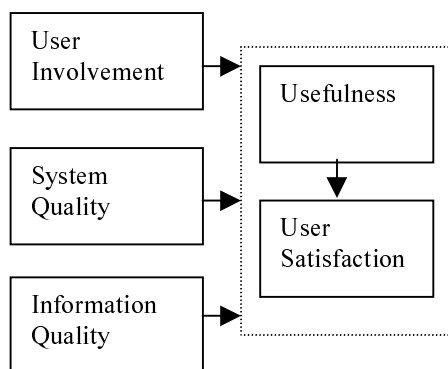 User
Involvement
Usefulness
System
Quality
User
Satisfaction
Information
Quality